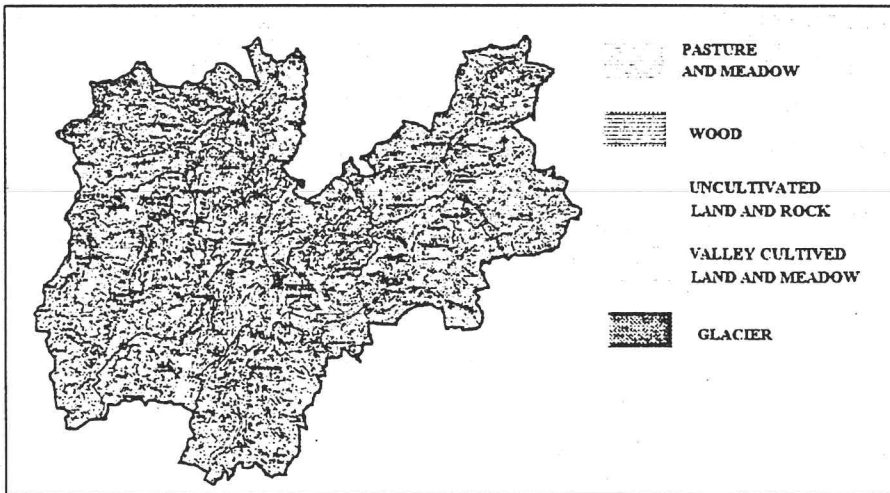 PASTURE
AND MEADOW
WOOD
UNCULTIVATED
LAND AND ROCK
VALLEY CULTIVED
LAND AND MEADOW
GLACIER